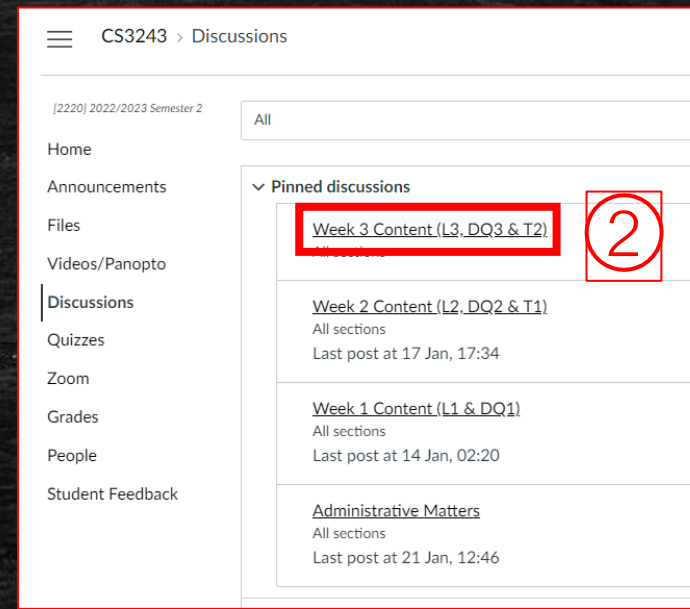 CS3243 > Discussions
[2220] 2022/2023 Semester 2
Home
Announcements
Files
Videos/Panopto
Discussions
Quizzes
Zoom
Grades
People
Student Feedback
All
Pinned discussions
Week 3 Content (L3, DQ3 & T2)
All sections
②
Week 2 Content (L2, DQ2 & T1)
All sections
Last post at 17 Jan, 17:34
Week 1 Content (L1 & DQ1)
All sections
Last post at 14 Jan, 02:20
Administrative Matters
All sections
Last post at 21 Jan, 12:46